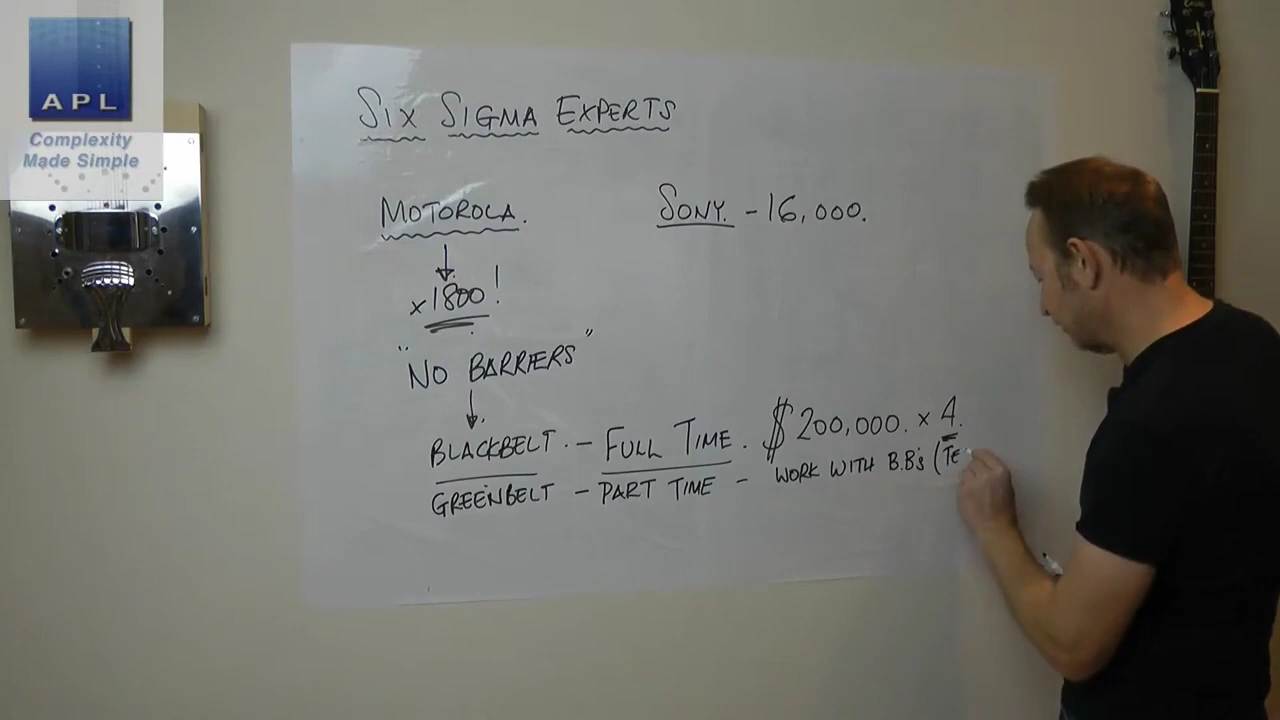 APL
Complexity
Made Simple
SIX SIGMA EXPERTS
MOTOROLA.
SONY. - 16,000.
x1800!
"NO BARRIERS"
BLACKBELT. - FULL TIME. $200,000. x 4.
GREENBELT - PART TIME - WORK WITH B.B's (TE